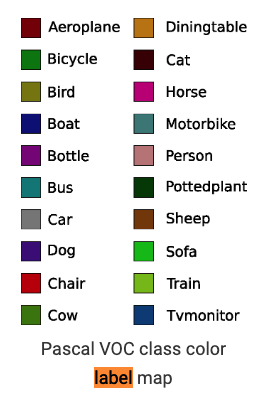 Aeroplane Diningtable
Bicycle Cat
Bird Horse
Boat Motorbike
Bottle Person
Bus Pottedplant
Car Sheep
Dog Sofa
Chair Train
Cow Tvmonitor
Pascal VOC class color
label map